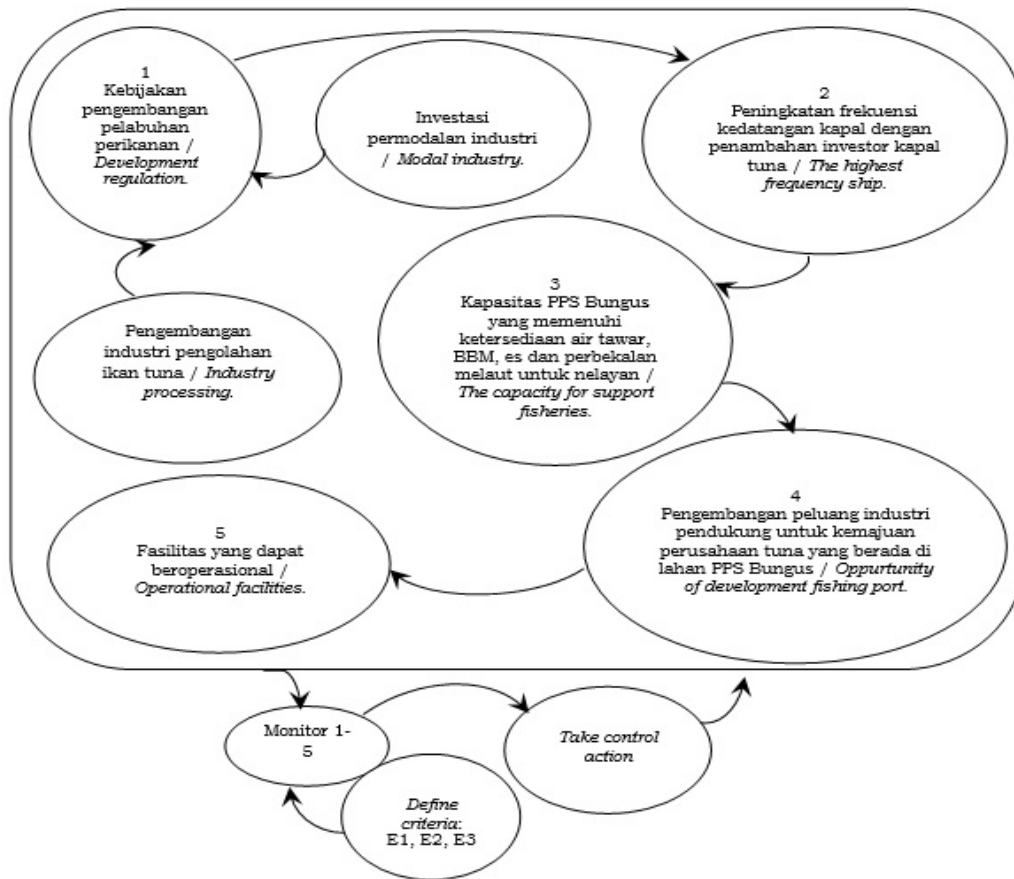 1
Kebijakan
pengembangan
pelabuhan
perikanan /
Development
regulation.
Investasi
permodalan industri
/ Modal industry.
2
Peningkatan frekuensi
kedatangan kapal dengan
penambahan investor kapal
tuna / The highest
frequency ship.
3
Kapasitas PPS Bungus
yang memenuhi
ketersediaan air tawar,
BBM, es dan perbekalan
melaut untuk nelayan /
The capacity for support
fisheries.
Pengembangan
industri pengolahan
ikan tuna / Industry
processing.
4
Pengembangan peluang industri
pendukung untuk kemajuan
perusahaan tuna yang berada di
lahan PPS Bungus / Oppurtunity
of development fishing port.
5
Fasilitas yang dapat
beroperasional /
Operational facilities.
Monitor 1-
5
Take control
action
Define
criteria:
E1, E2, E3